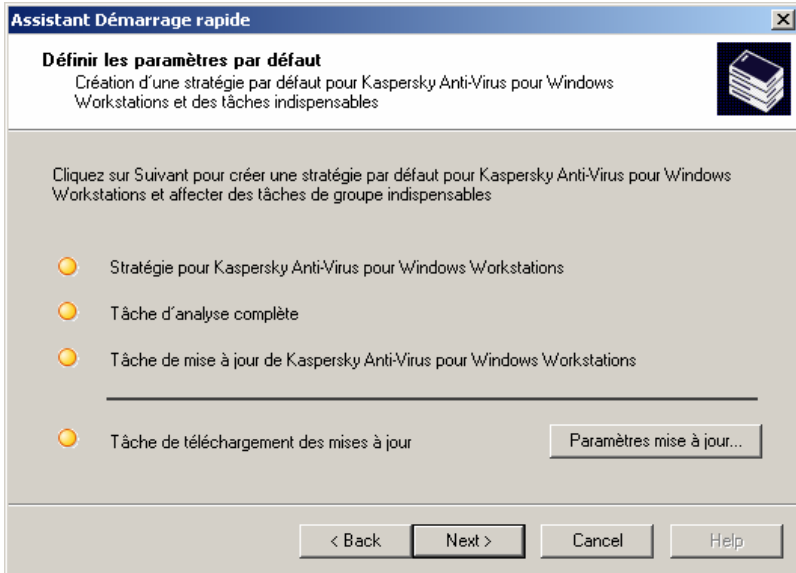 Assistant Démarrage rapide
Définir les paramètres par défaut
Création d´une stratégie par défaut pour Kaspersky Anti-Virus pour Windows
Workstations et des tâches indispensables
Cliquez sur Suivant pour créer une stratégie par défaut pour Kaspersky Anti-Virus pour Windows
Workstations et affecter des tâches de groupe indispensables
Stratégie pour Kaspersky Anti-Virus pour Windows Workstations
Tâche d´analyse complète
Tâche de mise à jour de Kaspersky Anti-Virus pour Windows Workstations
Tâche de téléchargement des mises à jour Paramètres mise à jour...
< Back Next > Cancel Help